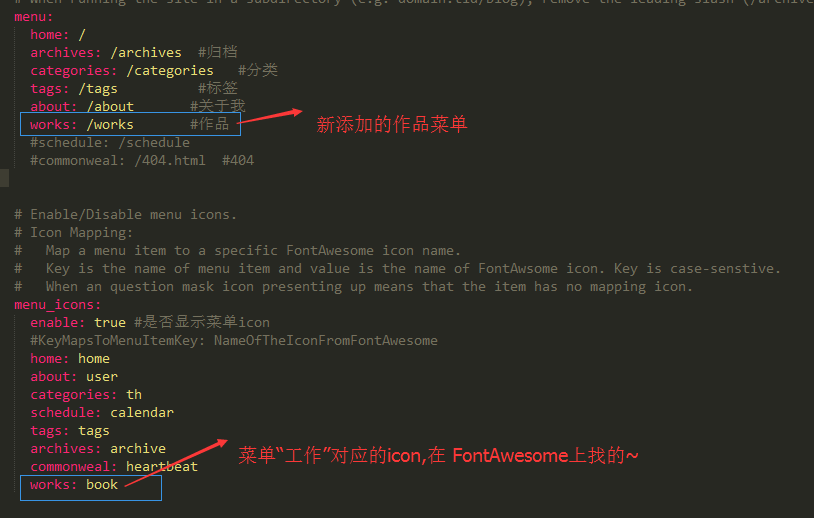 # When running the site in a subdirectory (e.g. domain.tld/blog), remove the leading slash (/archive
menu:
home: /
archives: /archives #归档
categories: /categories #分类
tags: /tags #标签
about: /about #关于我
works: /works #作品
新添加的作品菜单
#schedule: /schedule
#commonweal: /404.html #404
# Enable/Disable menu icons.
# Icon Mapping:
# Map a menu item to a specific FontAwesome icon name.
# Key is the name of menu item and value is the name of FontAwsome icon. Key is case-senstive.
# When an question mask icon presenting up means that the item has no mapping icon.
menu_icons:
enable: true #是否显示菜单icon
#KeyMapsToMenuItemKey: NameOfTheIconFromFontAwesome
home: home
about: user
categories: th
schedule: calendar
tags: tags
archives: archive
菜单“工作”对应的icon,在 FontAwesome上找的~
commonweal: heartbeat
works: book